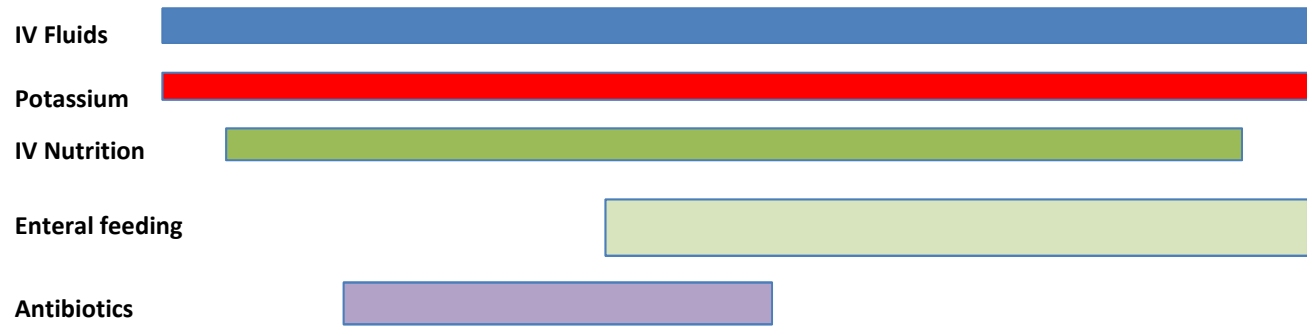 IV Fluids
Potassium
IV Nutrition
Enteral feeding
Antibiotics